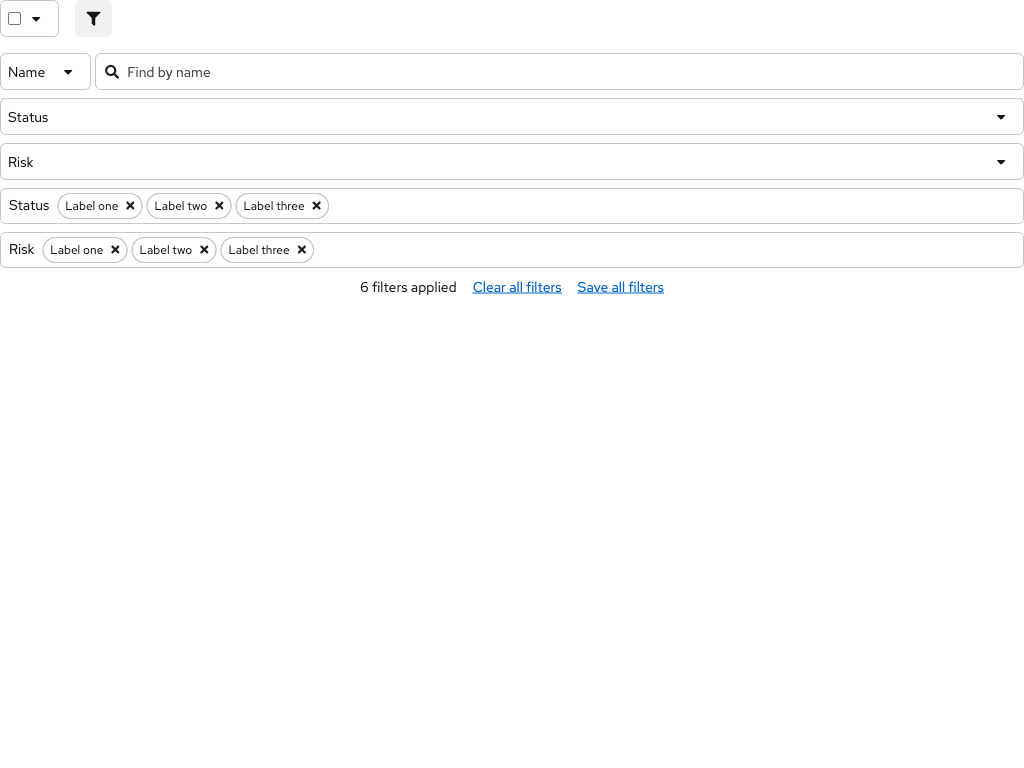 Name Find by name
Status
Risk
Status Label one Label two Label three
Risk Label one Label two Label three
6 filters applied Clear all filters Save all filters